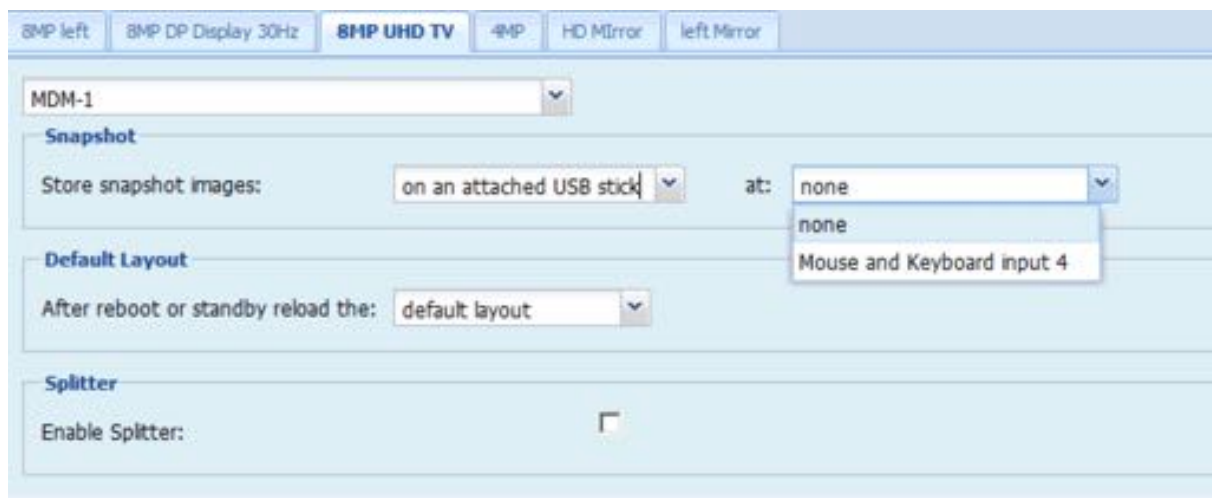 8MP left 8MP DP Display 30Hz 8MP UHD TV 4MP HD MIrror left Mirror
MDM-1
Snapshot
Store snapshot images: on an attached USB stick at: none
none
Mouse and Keyboard input 4
Default Layout
After reboot or standby reload the: default layout
Splitter
Enable Splitter: